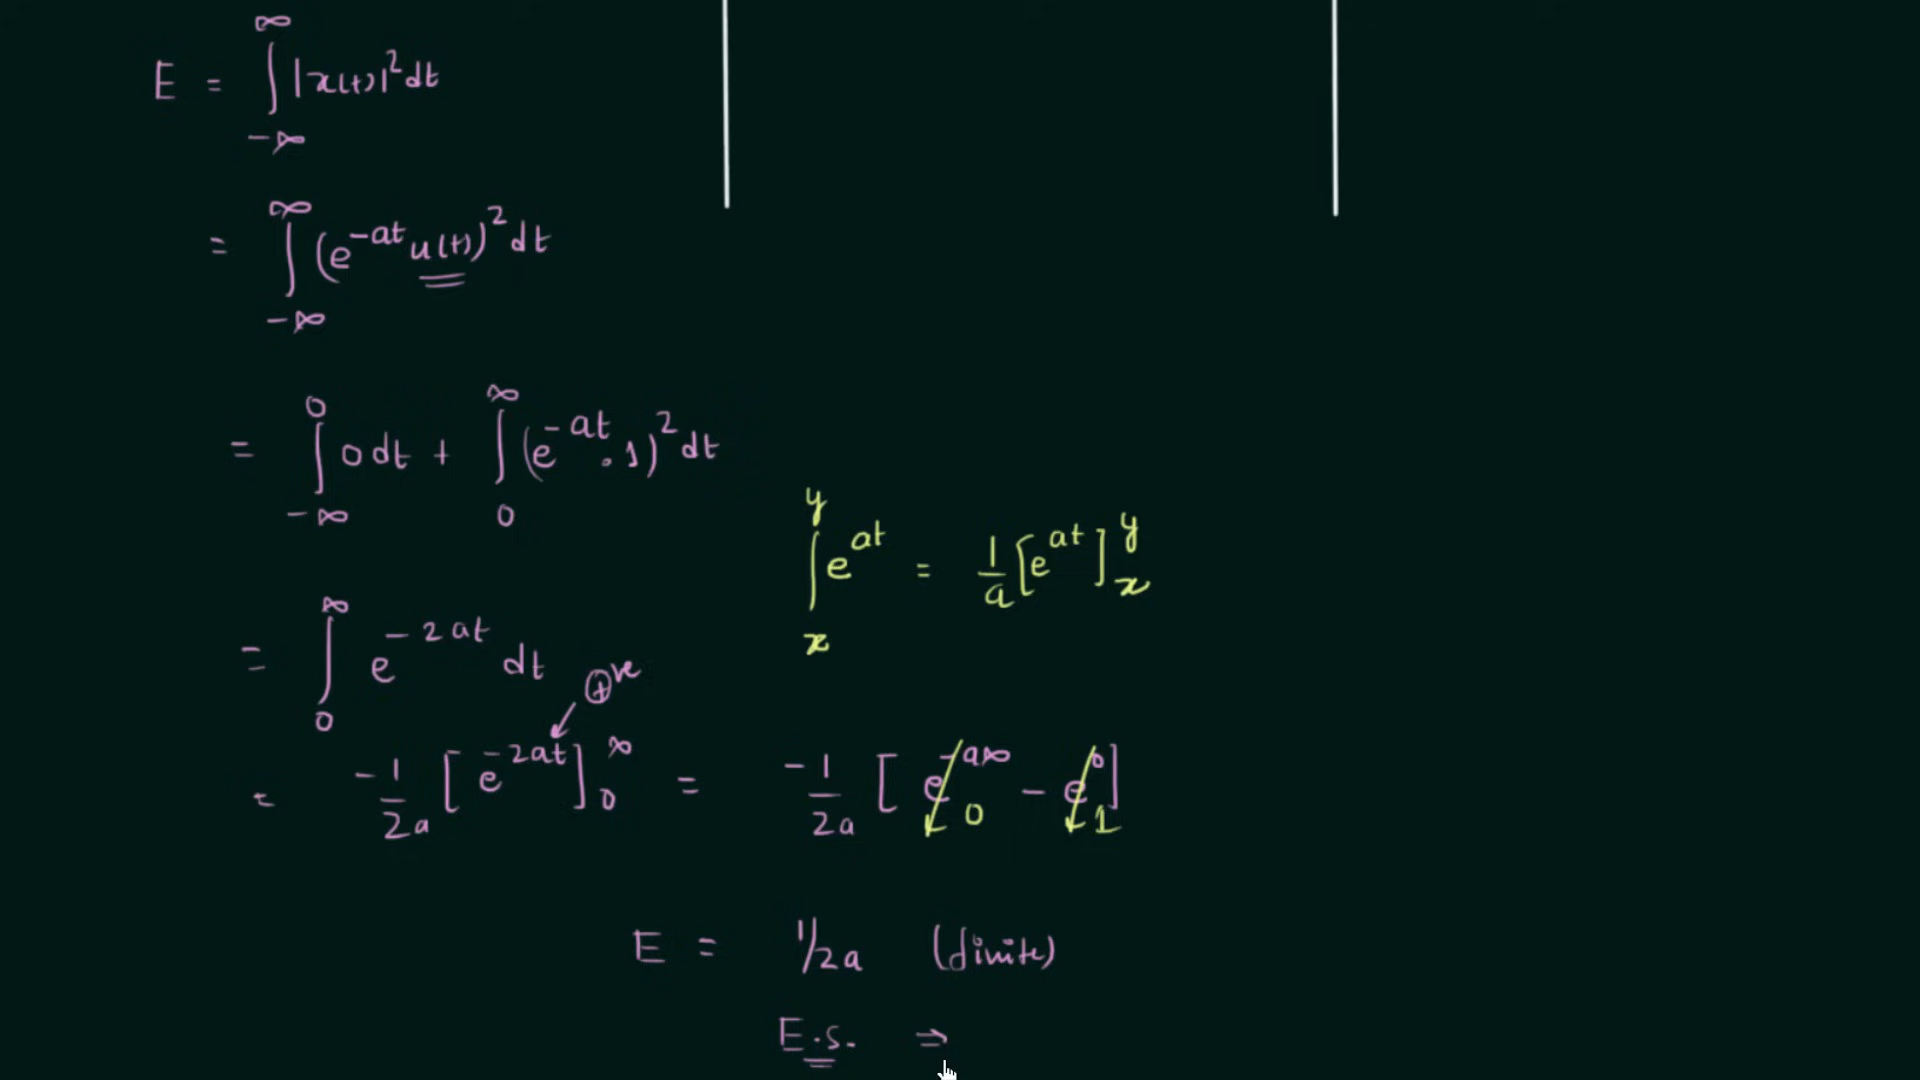 E = ∫_{-∞}^{∞} |x(t)|² dt
= ∫_{-∞}^{∞} (e^{-at} u(t))² dt
= ∫_{-∞}^{0} 0 dt + ∫_{0}^{∞} (e^{-at} . 1)² dt
∫_{x}^{y} e^{at} = 1/a [e^{at}]_{x}^{y}
= ∫_{0}^{∞} e^{-2at} dt
⊕ve
= -1/2a [e^{-2at}]_{0}^{∞} = -1/2a [e^{-a∞} - e^{0}]
0 1
E = 1/2a (finite)
E.S. ⇒